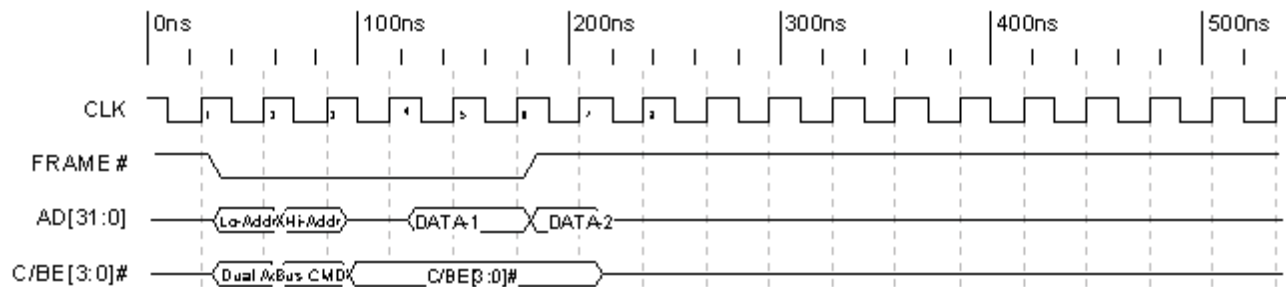 0ns 100ns 200ns 300ns 400ns 500ns
CLK 1 2 3 4 5 6 7 8
FRAME#
AD[31:0] Lo-Addr Hi-Addr DATA-1 DATA-2
C/BE[3:0]# Dual A Bus CMD C/BE[3:0]#